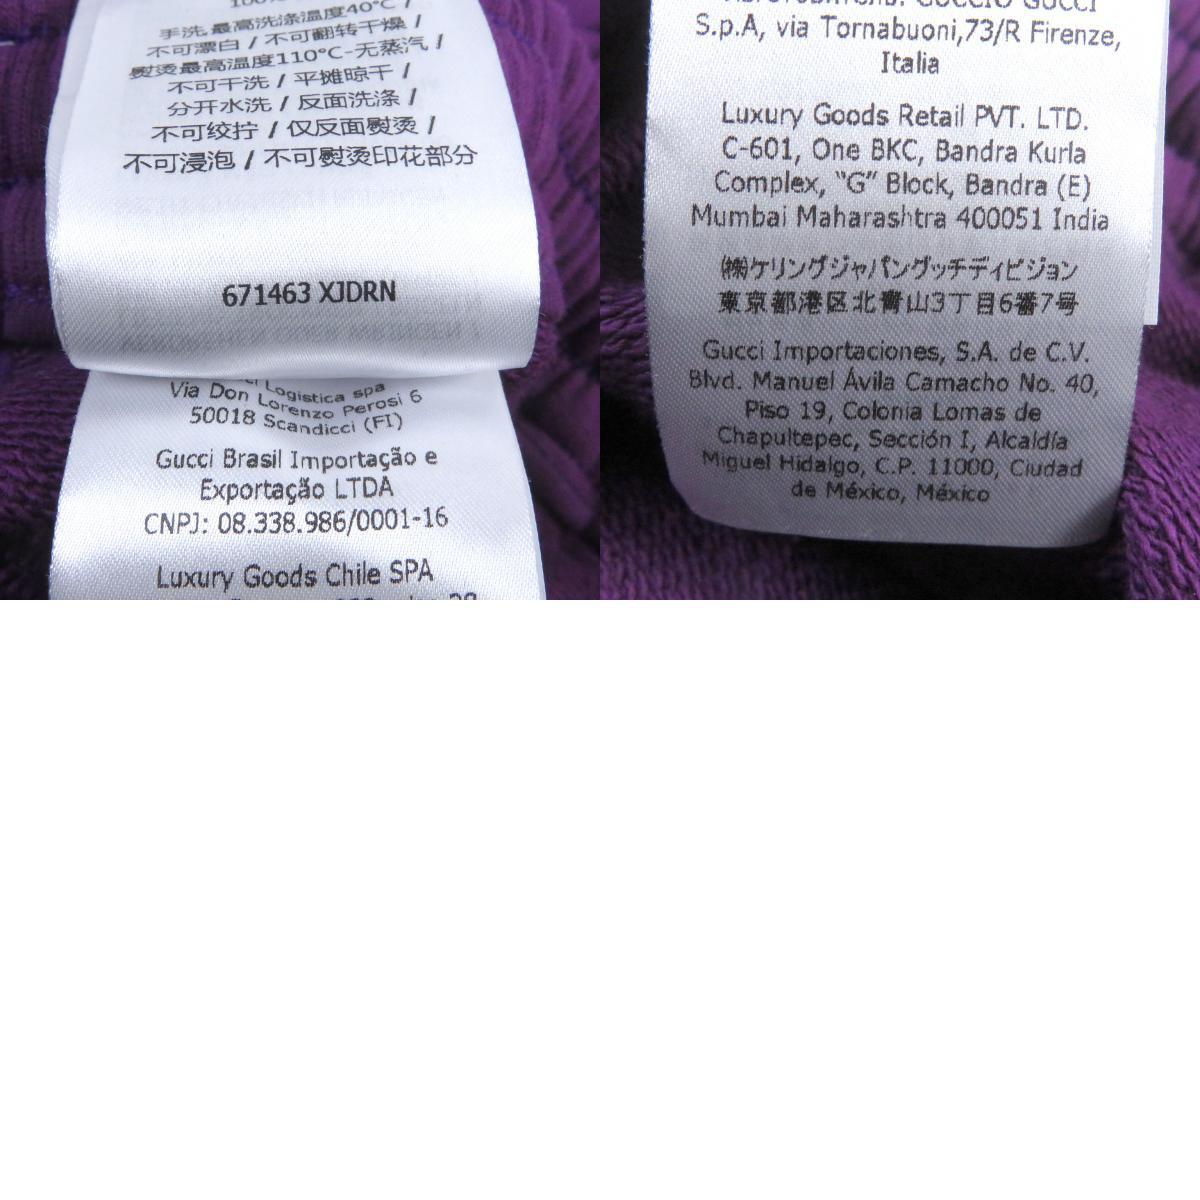 100%
手洗,最高洗涤温度40℃ /
不可漂白 / 不可翻转干燥 /
熨烫最高温度110℃-无蒸汽 /
不可干洗 / 平摊晾干 /
分开水洗 / 反面洗涤 /
不可绞拧 / 仅反面熨烫 /
不可浸泡 / 不可熨烫印花部分
671463 XJDRN
Logistica spa
Via Don Lorenzo Perosi 6
50018 Scandicci (FI)
Gucci Brasil Importação e
Exportação LTDA
CNPJ: 08.338.986/0001-16
Luxury Goods Chile SPA
GUCCIO GUCCI
S.p.A, via Tornabuoni,73/R Firenze,
Italia
Luxury Goods Retail PVT. LTD.
C-601, One BKC, Bandra Kurla
Complex, "G" Block, Bandra (E)
Mumbai Maharashtra 400051 India
㈱ケリングジャパングッチディビジョン
東京都港区北青山3丁目6番7号
Gucci Importaciones, S.A. de C.V.
Blvd. Manuel Ávila Camacho No. 40,
Piso 19, Colonia Lomas de
Chapultepec, Sección I, Alcaldía
Miguel Hidalgo, C.P. 11000, Ciudad
de México, México